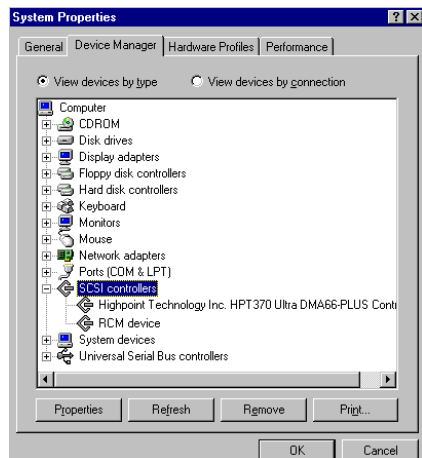 System Properties
General Device Manager Hardware Profiles Performance
View devices by type View devices by connection
Computer
CDROM
Disk drives
Display adapters
Floppy disk controllers
Hard disk controllers
Keyboard
Monitors
Mouse
Network adapters
Ports (COM & LPT)
SCSI controllers
Highpoint Technology Inc. HPT370 Ultra DMA66-PLUS Conti
RCM device
System devices
Universal Serial Bus controllers
Properties Refresh Remove Print...
OK Cancel